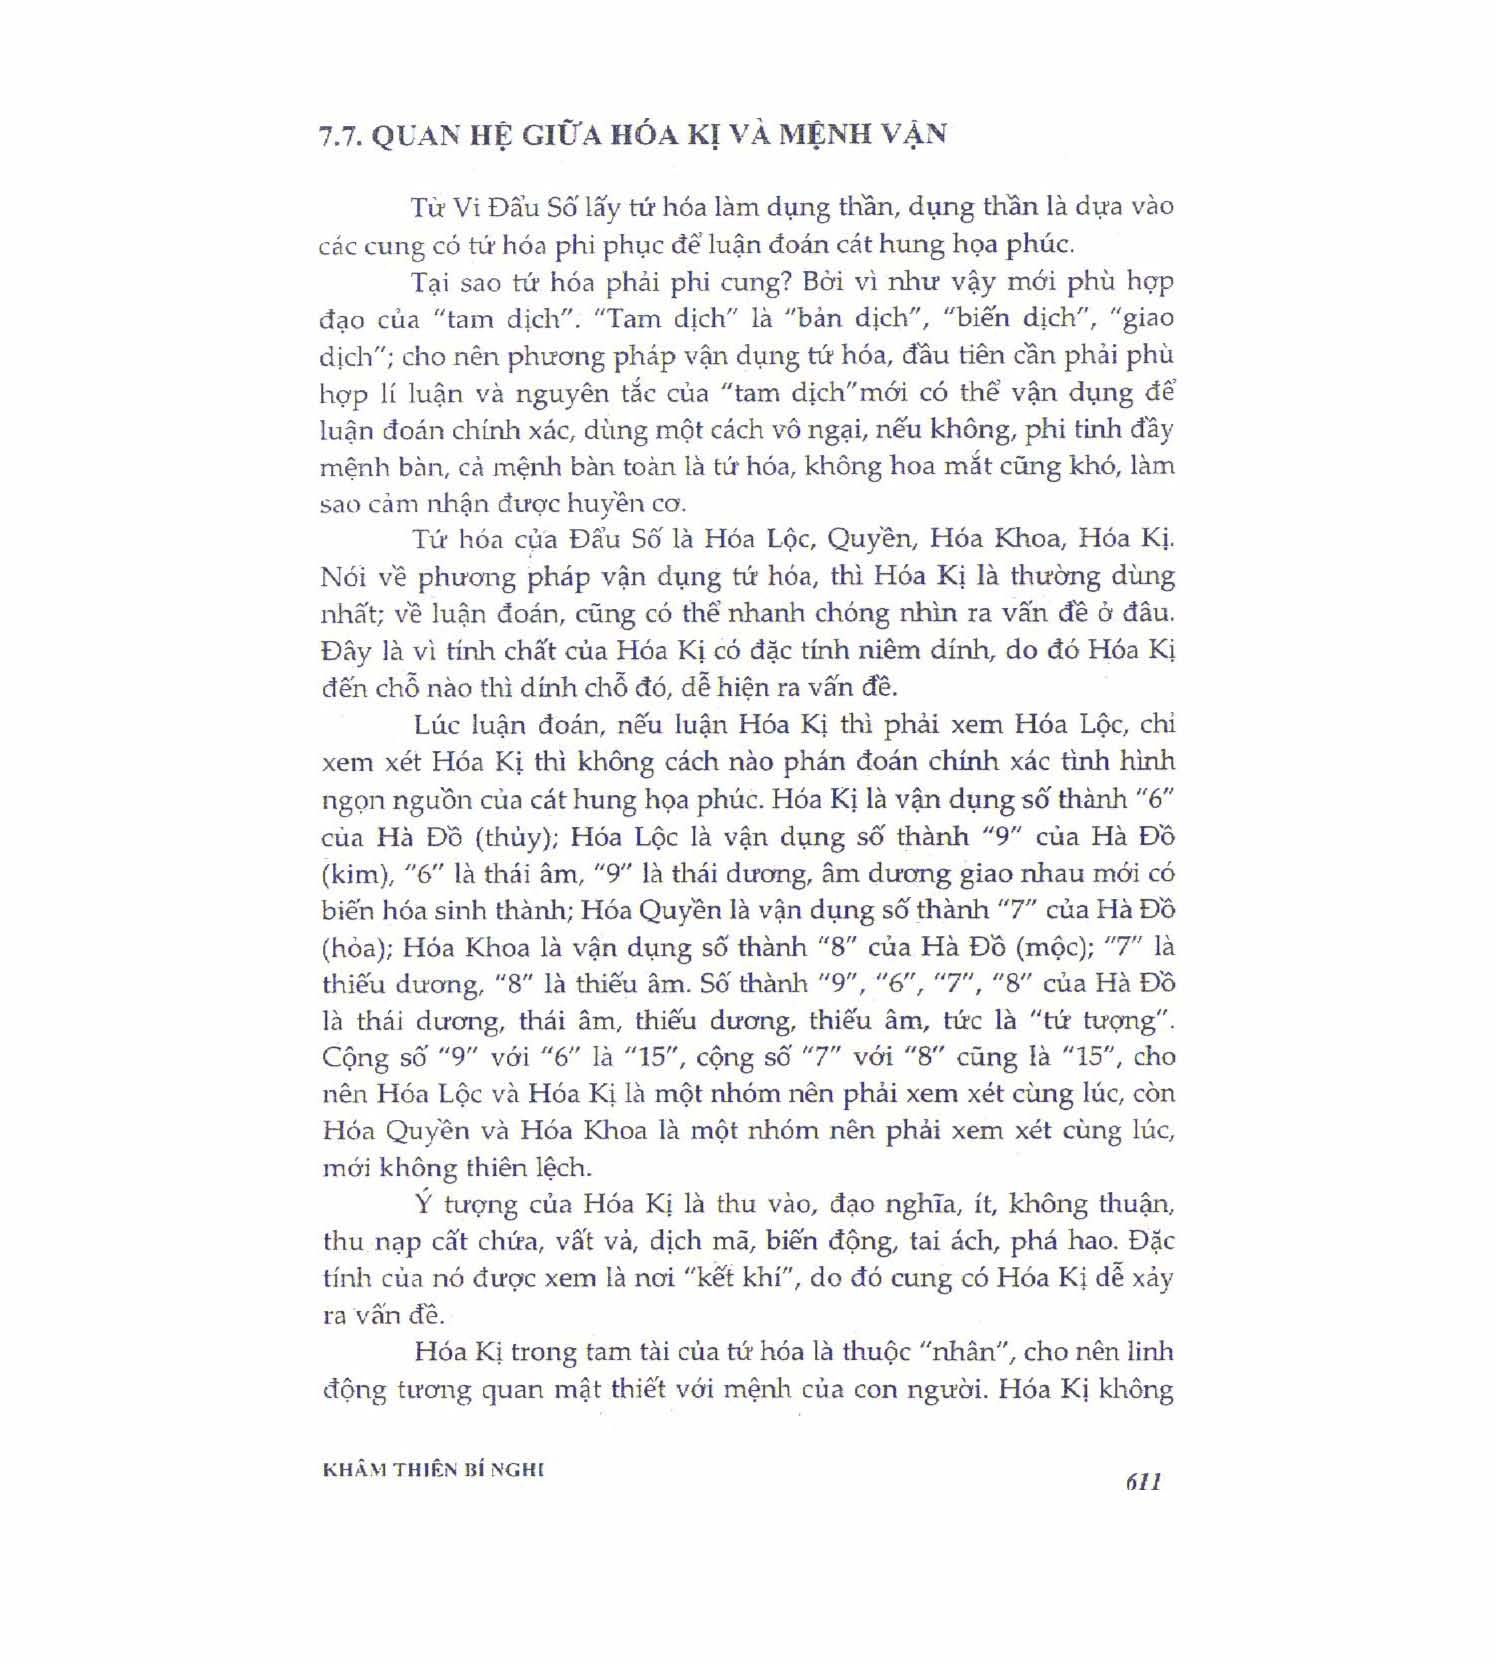 7.7. QUAN HỆ GIỮA HÓA KỊ VÀ MỆNH VẬN
Tử Vi Đẩu Số lấy tứ hóa làm dụng thần, dụng thần là dựa vào
các cung có tứ hóa phi phục để luận đoán cát hung họa phúc.
Tại sao tứ hóa phải phi cung? Bởi vì như vậy mới phù hợp
đạo của "tam dịch". "Tam dịch" là "bản dịch", "biến dịch", "giao
dịch"; cho nên phương pháp vận dụng tứ hóa, đầu tiên cần phải phù
hợp lí luận và nguyên tắc của "tam dịch"mới có thể vận dụng để
luận đoán chính xác, dùng một cách vô ngại, nếu không, phi tinh đầy
mệnh bàn, cả mệnh bàn toàn là tứ hóa, không hoa mắt cũng khó, làm
sao cảm nhận được huyền cơ.
Tứ hóa của Đẩu Số là Hóa Lộc, Quyền, Hóa Khoa, Hóa Kị.
Nói về phương pháp vận dụng tứ hóa, thì Hóa Kị là thường dùng
nhất; về luận đoán, cũng có thể nhanh chóng nhìn ra vấn đề ở đâu.
Đây là vì tính chất của Hóa Kị có đặc tính niêm dính, do đó Hóa Kị
đến chỗ nào thì dính chỗ đó, dễ hiện ra vấn đề.
Lúc luận đoán, nếu luận Hóa Kị thì phải xem Hóa Lộc, chỉ
xem xét Hóa Kị thì không cách nào phán đoán chính xác tình hình
ngọn nguồn của cát hung họa phúc. Hóa Kị là vận dụng số thành "6"
của Hà Đồ (thủy); Hóa Lộc là vận dụng số thành "9" của Hà Đồ
(kim), "6" là thái âm, "9" là thái dương, âm dương giao nhau mới có
biến hóa sinh thành; Hóa Quyền là vận dụng số thành "7" của Hà Đồ
(hỏa); Hóa Khoa là vận dụng số thành "8" của Hà Đồ (mộc); "7" là
thiếu dương, "8" là thiếu âm. Số thành "9", "6", "7", "8" của Hà Đồ
là thái dương, thái âm, thiếu dương, thiếu âm, tức là "tứ tượng".
Cộng số "9" với "6" là "15", cộng số "7" với "8" cũng là "15", cho
nên Hóa Lộc và Hóa Kị là một nhóm nên phải xem xét cùng lúc, còn
Hóa Quyền và Hóa Khoa là một nhóm nên phải xem xét cùng lúc,
mới không thiên lệch.
Ý tượng của Hóa Kị là thu vào, đạo nghĩa, ít, không thuận,
thu nạp cất chứa, vất vả, dịch mã, biến động, tai ách, phá hao. Đặc
tính của nó được xem là nơi "kết khí", do đó cung có Hóa Kị dễ xảy
ra vấn đề.
Hóa Kị trong tam tài của tứ hóa là thuộc "nhân", cho nên linh
động tương quan mật thiết với mệnh của con người. Hóa Kị không
KHÂM THIÊN BÍ NGHI
611